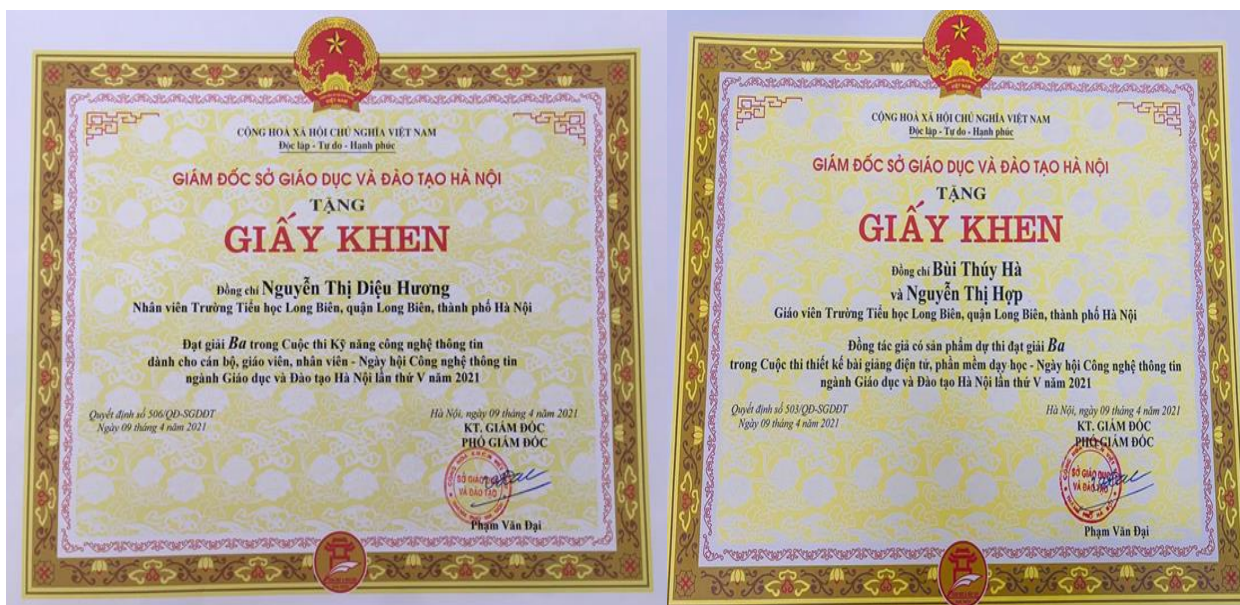 CỘNG HOÀ XÃ HỘI CHỦ NGHĨA VIỆT NAM
Độc lập - Tự do - Hạnh phúc
GIÁM ĐỐC SỞ GIÁO DỤC VÀ ĐÀO TẠO HÀ NỘI
TẶNG
GIẤY KHEN
Đồng chí Nguyễn Thị Diệu Hương
Nhân viên Trường Tiểu học Long Biên, quận Long Biên, thành phố Hà Nội
Đạt giải Ba trong Cuộc thi Kỹ năng công nghệ thông tin
dành cho cán bộ, giáo viên, nhân viên - Ngày hội Công nghệ thông tin
ngành Giáo dục và Đào tạo Hà Nội lần thứ V năm 2021
Quyết định số 506/QĐ-SGDĐT
Ngày 09 tháng 4 năm 2021
Hà Nội, ngày 09 tháng 4 năm 2021
KT. GIÁM ĐỐC
PHÓ GIÁM ĐỐC
SỞ GIÁO DỤC
VÀ ĐÀO TẠO
Phạm Văn Đại
CỘNG HOÀ XÃ HỘI CHỦ NGHĨA VIỆT NAM
Độc lập - Tự do - Hạnh phúc
GIÁM ĐỐC SỞ GIÁO DỤC VÀ ĐÀO TẠO HÀ NỘI
TẶNG
GIẤY KHEN
Đồng chí Bùi Thúy Hà
và Nguyễn Thị Hợp
Giáo viên Trường Tiểu học Long Biên, quận Long Biên, thành phố Hà Nội
Đồng tác giả có sản phẩm dự thi đạt giải Ba
trong Cuộc thi thiết kế bài giảng điện tử, phần mềm dạy học - Ngày hội Công nghệ thông tin
ngành Giáo dục và Đào tạo Hà Nội lần thứ V năm 2021
Quyết định số 503/QĐ-SGDĐT
Ngày 09 tháng 4 năm 2021
Hà Nội, ngày 09 tháng 4 năm 2021
KT. GIÁM ĐỐC
PHÓ GIÁM ĐỐC
SỞ GIÁO DỤC
VÀ ĐÀO TẠO
Phạm Văn Đại